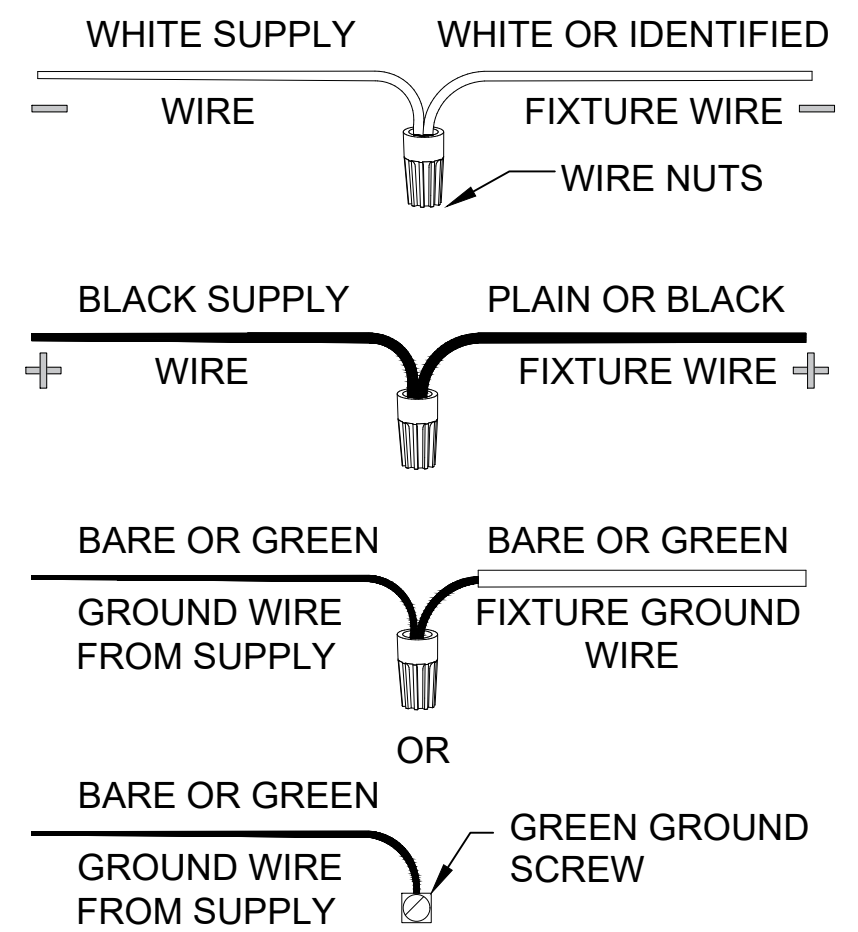 WHITE SUPPLY
WIRE
WHITE OR IDENTIFIED
FIXTURE WIRE
WIRE NUTS
BLACK SUPPLY
WIRE
PLAIN OR BLACK
FIXTURE WIRE
BARE OR GREEN
GROUND WIRE
FROM SUPPLY
BARE OR GREEN
FIXTURE GROUND
WIRE
OR
BARE OR GREEN
GROUND WIRE
FROM SUPPLY
GREEN GROUND
SCREW